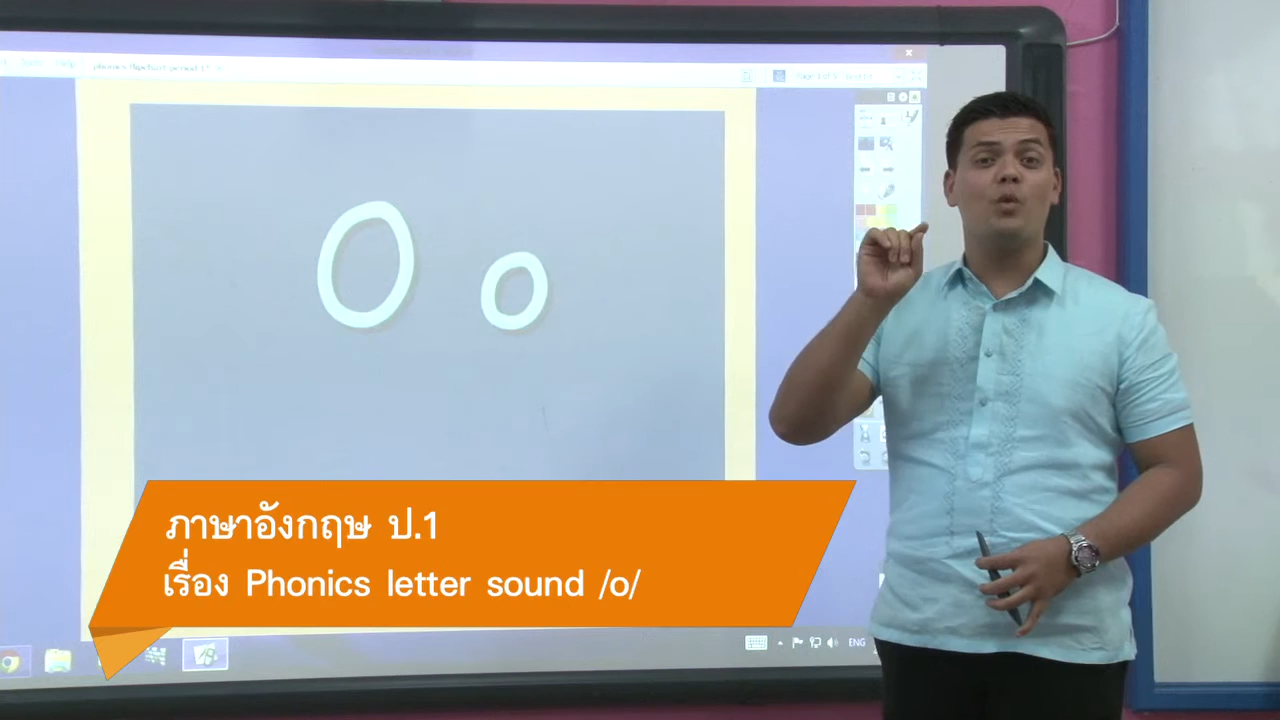 Help
O o
ภาษาอังกฤษ ป.1
เรื่อง Phonics letter sound /o/
ENG